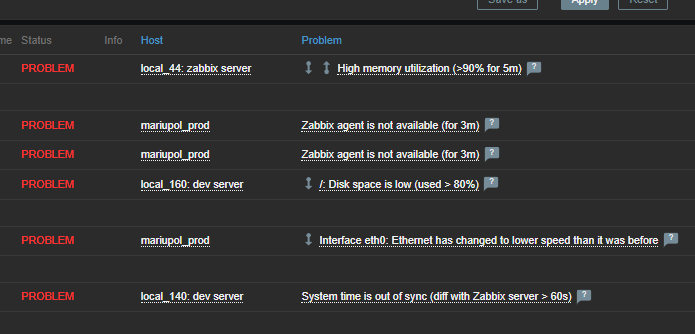 Save as Apply Reset
me Status Info Host Problem
PROBLEM local_44: zabbix server High memory utilization (>90% for 5m) ?
PROBLEM mariupol_prod Zabbix agent is not available (for 3m) ?
PROBLEM mariupol_prod Zabbix agent is not available (for 3m) ?
PROBLEM local_160: dev server /: Disk space is low (used > 80%) ?
PROBLEM mariupol_prod Interface eth0: Ethernet has changed to lower speed than it was before ?
PROBLEM local_140: dev server System time is out of sync (diff with Zabbix server > 60s) ?